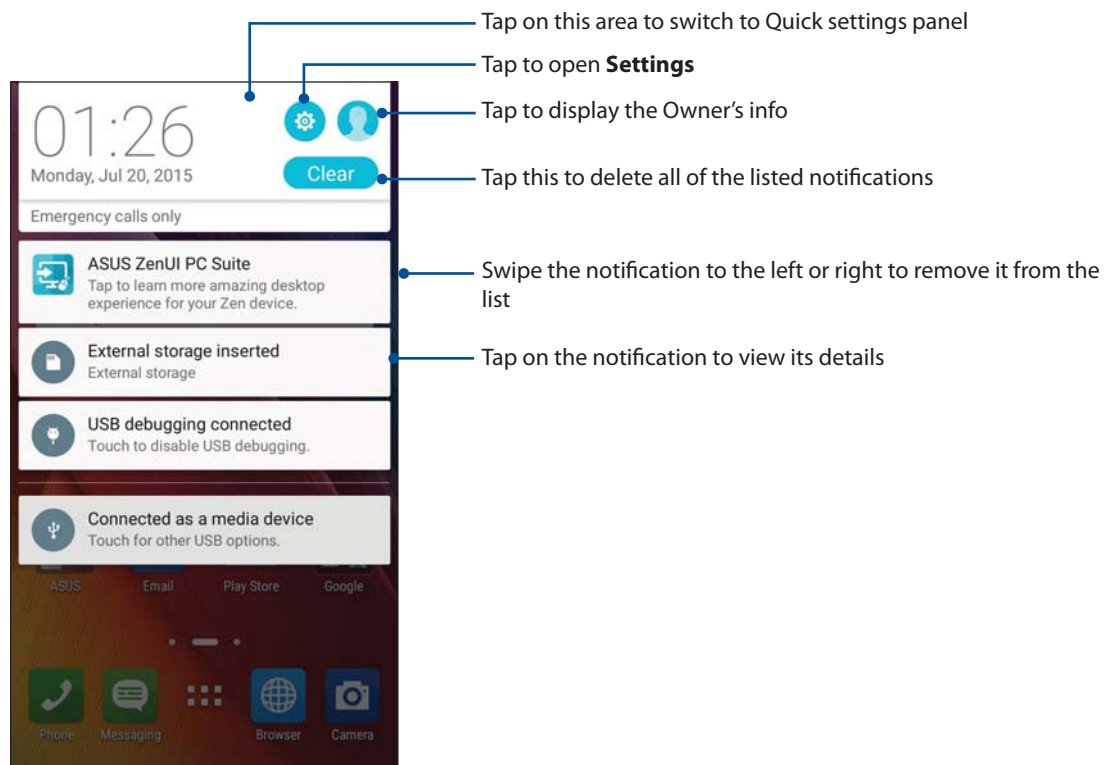 Tap on this area to switch to Quick settings panel
Tap to open Settings
Tap to display the Owner's info
Tap this to delete all of the listed notifications
Swipe the notification to the left or right to remove it from the
list
Tap on the notification to view its details
01:26
Monday, Jul 20, 2015
Clear
Emergency calls only
ASUS ZenUI PC Suite
Tap to learn more amazing desktop
experience for your Zen device.
External storage inserted
External storage
USB debugging connected
Touch to disable USB debugging.
Connected as a media device
Touch for other USB options.
ASUS Email Play Store Google
Phone Messaging Browser Camera